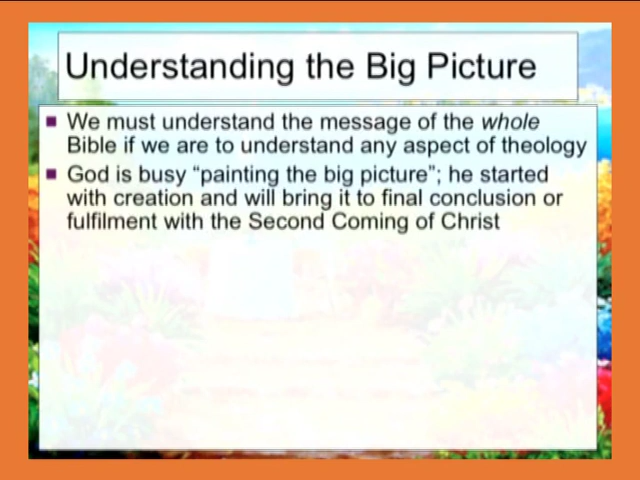 Understanding the Big Picture
We must understand the message of the whole
Bible if we are to understand any aspect of theology
God is busy “painting the big picture”; he started
with creation and will bring it to final conclusion or
fulfilment with the Second Coming of Christ